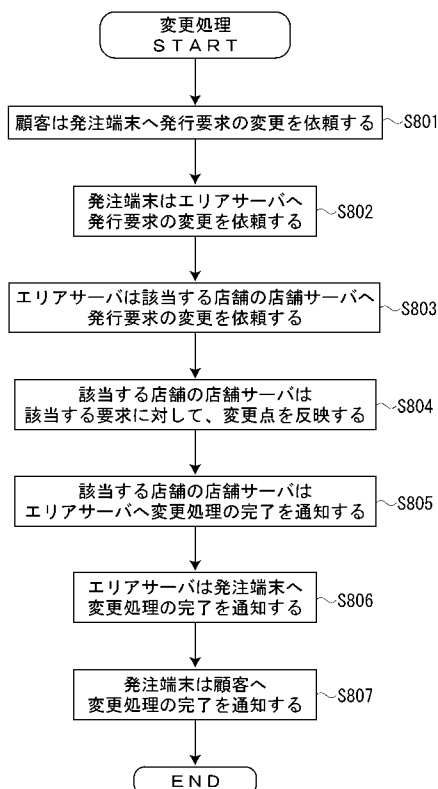 変更処理
START
顧客は発注端末へ発行要求の変更を依頼する
S801
発注端末はエリアサーバへ
発行要求の変更を依頼する
S802
エリアサーバは該当する店舗の店舗サーバへ
発行要求の変更を依頼する
S803
該当する店舗の店舗サーバは
該当する要求に対して、変更点を反映する
S804
該当する店舗の店舗サーバは
エリアサーバへ変更処理の完了を通知する
S805
エリアサーバは発注端末へ
変更処理の完了を通知する
S806
発注端末は顧客へ
変更処理の完了を通知する
S807
END